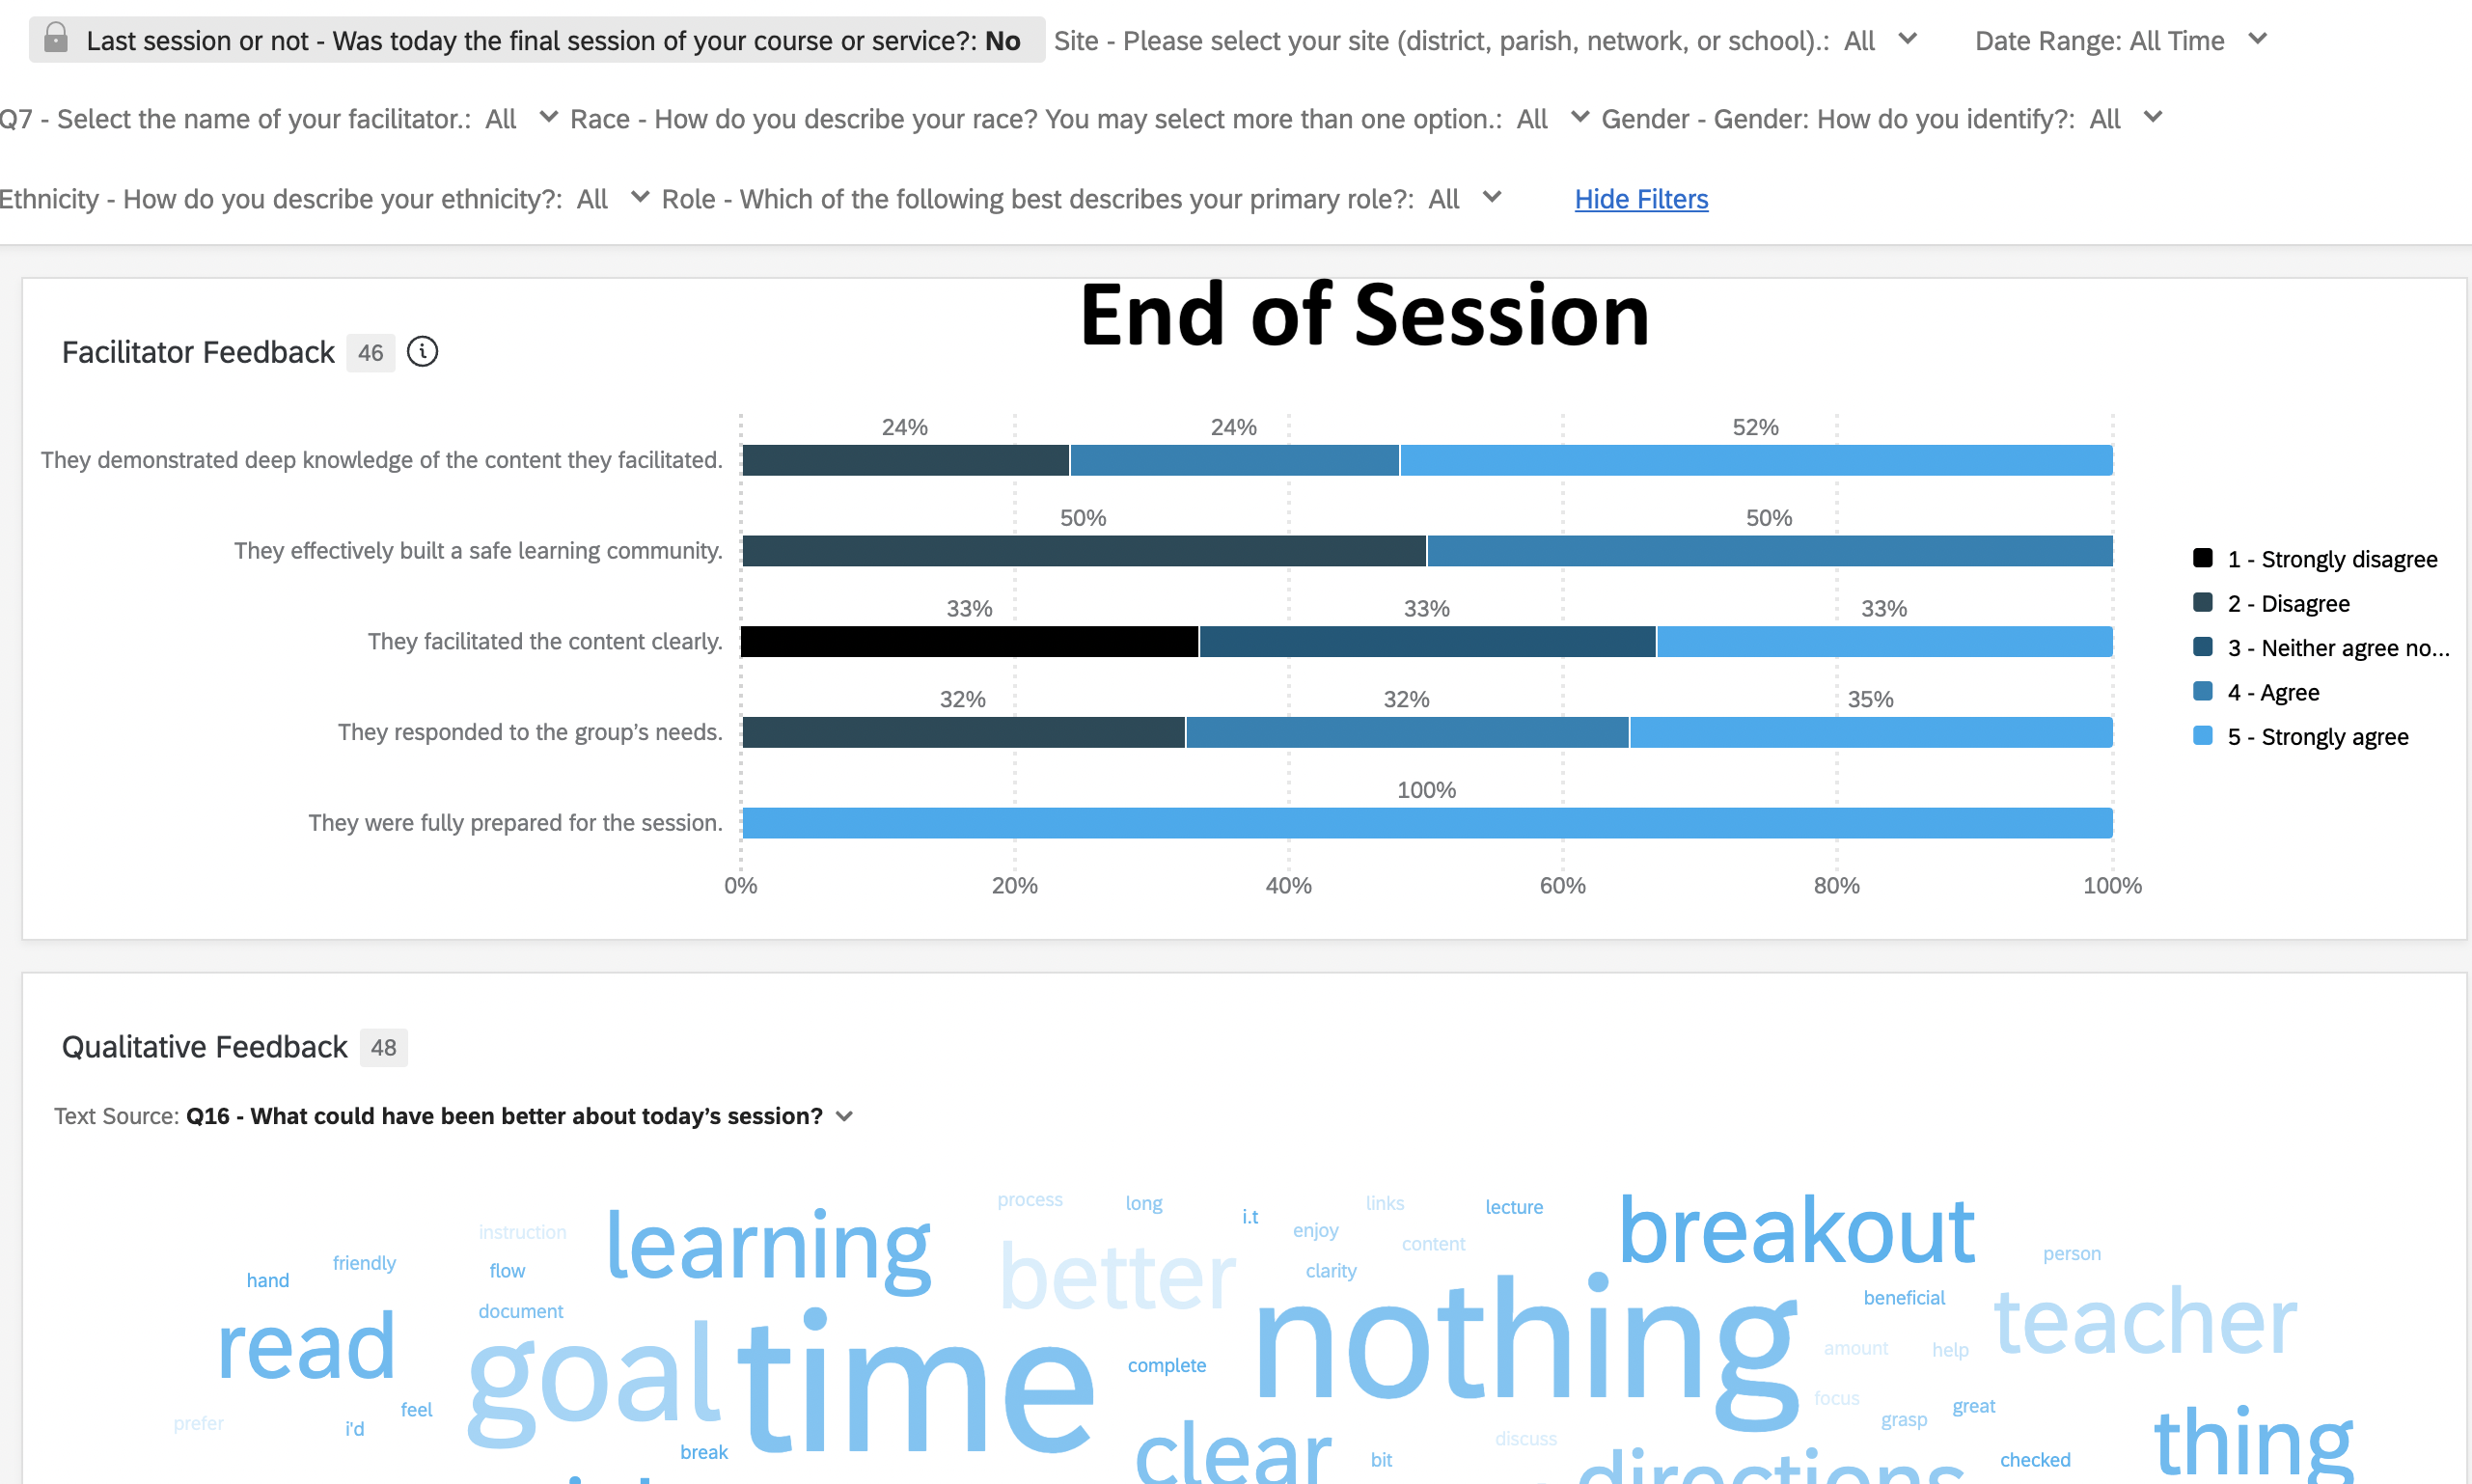 Last session or not - Was today the final session of your course or service?: No Site - Please select your site (district, parish, network, or school).: All Date Range: All Time
Q7 - Select the name of your facilitator.: All Race - How do you describe your race? You may select more than one option.: All Gender - Gender: How do you identify?: All
Ethnicity - How do you describe your ethnicity?: All Role - Which of the following best describes your primary role?: All Hide Filters
End of Session
Facilitator Feedback 46
24% 24% 52%
They demonstrated deep knowledge of the content they facilitated.
50% 50%
They effectively built a safe learning community.
33% 33% 33%
They facilitated the content clearly.
32% 32% 35%
They responded to the group’s needs.
100%
They were fully prepared for the session.
0% 20% 40% 60% 80% 100%
1 - Strongly disagree
2 - Disagree
3 - Neither agree no...
4 - Agree
5 - Strongly agree
Qualitative Feedback 48
Text Source: Q16 - What could have been better about today’s session?
process long i.t links lecture
instruction learning enjoy content breakout person
friendly hand flow better clarity
document nothing beneficial teacher
read goal time complete amount help
prefer i'd feel focus grasp great
break clear bit discuss directions checked thing